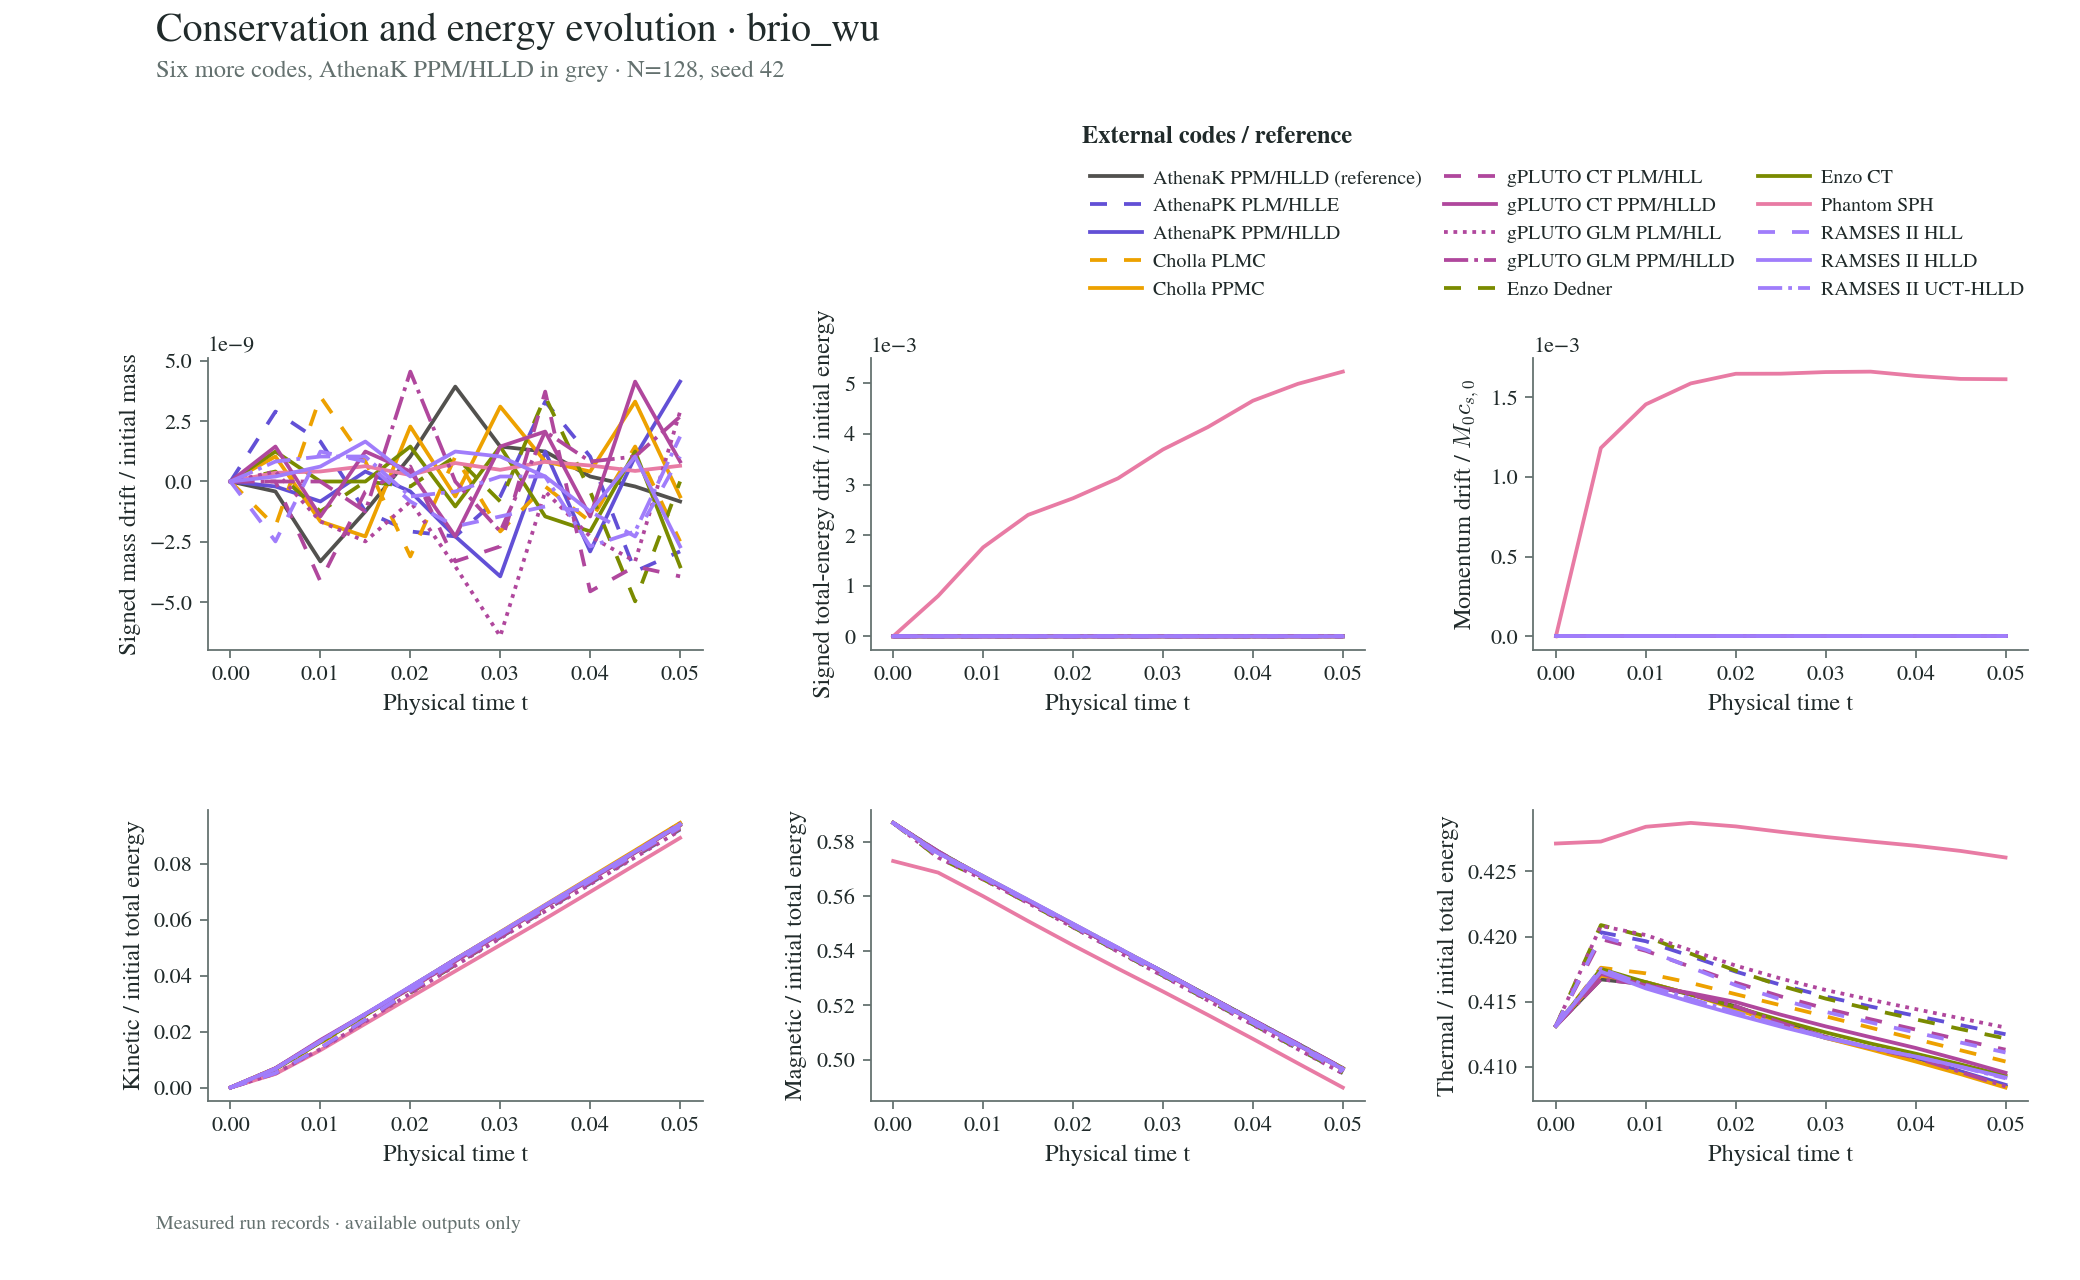 Conservation and energy evolution · brio_wu
Six more codes, AthenaK PPM/HLLD in grey · N=128, seed 42
External codes / reference
AthenaK PPM/HLLD (reference)
AthenaPK PLM/HLLE
AthenaPK PPM/HLLD
Cholla PLMC
Cholla PPMC
gPLUTO CT PLM/HLL
gPLUTO CT PPM/HLLD
gPLUTO GLM PLM/HLL
gPLUTO GLM PPM/HLLD
Enzo Dedner
Enzo CT
Phantom SPH
RAMSES II HLL
RAMSES II HLLD
RAMSES II UCT-HLLD
Signed mass drift / initial mass
1e−9
5.0
2.5
0.0
−2.5
−5.0
0.00 0.01 0.02 0.03 0.04 0.05
Physical time t
Signed total-energy drift / initial energy
1e−3
5
4
3
2
1
0
0.00 0.01 0.02 0.03 0.04 0.05
Physical time t
Momentum drift / M₀cₛ,₀
1e−3
1.5
1.0
0.5
0.0
0.00 0.01 0.02 0.03 0.04 0.05
Physical time t
Kinetic / initial total energy
0.08
0.06
0.04
0.02
0.00
0.00 0.01 0.02 0.03 0.04 0.05
Physical time t
Magnetic / initial total energy
0.58
0.56
0.54
0.52
0.50
0.00 0.01 0.02 0.03 0.04 0.05
Physical time t
Thermal / initial total energy
0.425
0.420
0.415
0.410
0.00 0.01 0.02 0.03 0.04 0.05
Physical time t
Measured run records · available outputs only